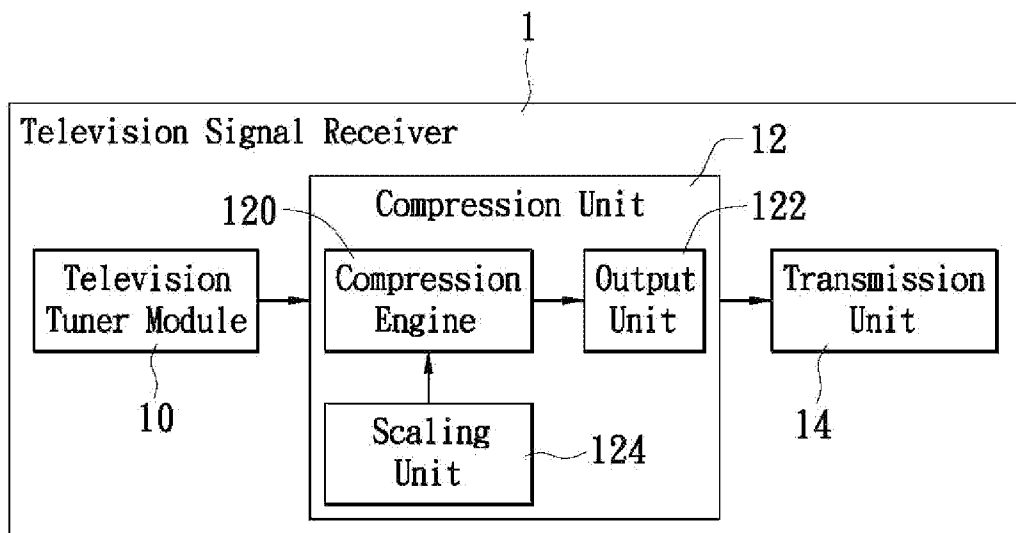 1
Television Signal Receiver
12
Compression Unit
120
122
Television
Tuner Module
Compression
Engine
Output
Unit
Transmission
Unit
10
Scaling
Unit
124
14